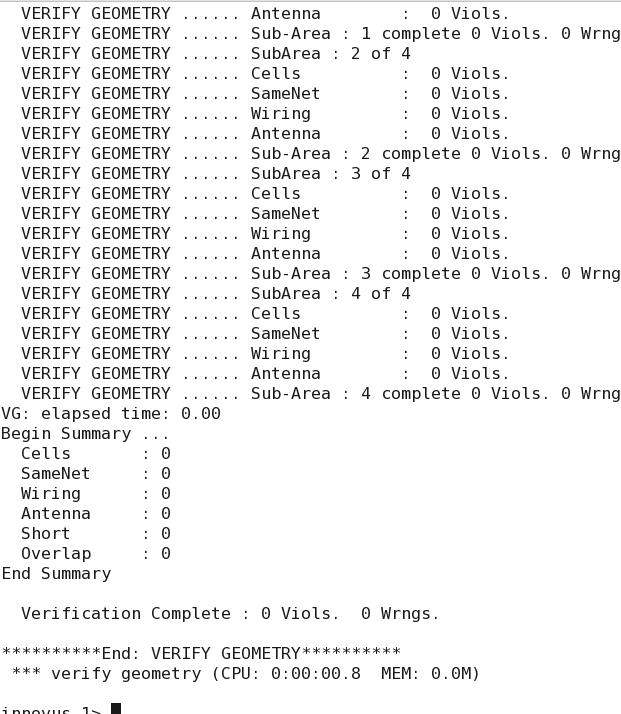 VERIFY GEOMETRY ...... Antenna        :  0 Viols.
VERIFY GEOMETRY ...... Sub-Area : 1 complete 0 Viols. 0 Wrng
VERIFY GEOMETRY ...... SubArea : 2 of 4
VERIFY GEOMETRY ...... Cells          :  0 Viols.
VERIFY GEOMETRY ...... SameNet        :  0 Viols.
VERIFY GEOMETRY ...... Wiring         :  0 Viols.
VERIFY GEOMETRY ...... Antenna        :  0 Viols.
VERIFY GEOMETRY ...... Sub-Area : 2 complete 0 Viols. 0 Wrng
VERIFY GEOMETRY ...... SubArea : 3 of 4
VERIFY GEOMETRY ...... Cells          :  0 Viols.
VERIFY GEOMETRY ...... SameNet        :  0 Viols.
VERIFY GEOMETRY ...... Wiring         :  0 Viols.
VERIFY GEOMETRY ...... Antenna        :  0 Viols.
VERIFY GEOMETRY ...... Sub-Area : 3 complete 0 Viols. 0 Wrng
VERIFY GEOMETRY ...... SubArea : 4 of 4
VERIFY GEOMETRY ...... Cells          :  0 Viols.
VERIFY GEOMETRY ...... SameNet        :  0 Viols.
VERIFY GEOMETRY ...... Wiring         :  0 Viols.
VERIFY GEOMETRY ...... Antenna        :  0 Viols.
VERIFY GEOMETRY ...... Sub-Area : 4 complete 0 Viols. 0 Wrng
VG: elapsed time: 0.00
Begin Summary ...
Cells       : 0
SameNet     : 0
Wiring      : 0
Antenna     : 0
Short       : 0
Overlap     : 0
End Summary
Verification Complete : 0 Viols.  0 Wrngs.
**********End: VERIFY GEOMETRY**********
*** verify geometry (CPU: 0:00:00.8  MEM: 0.0M)
innovus 1>